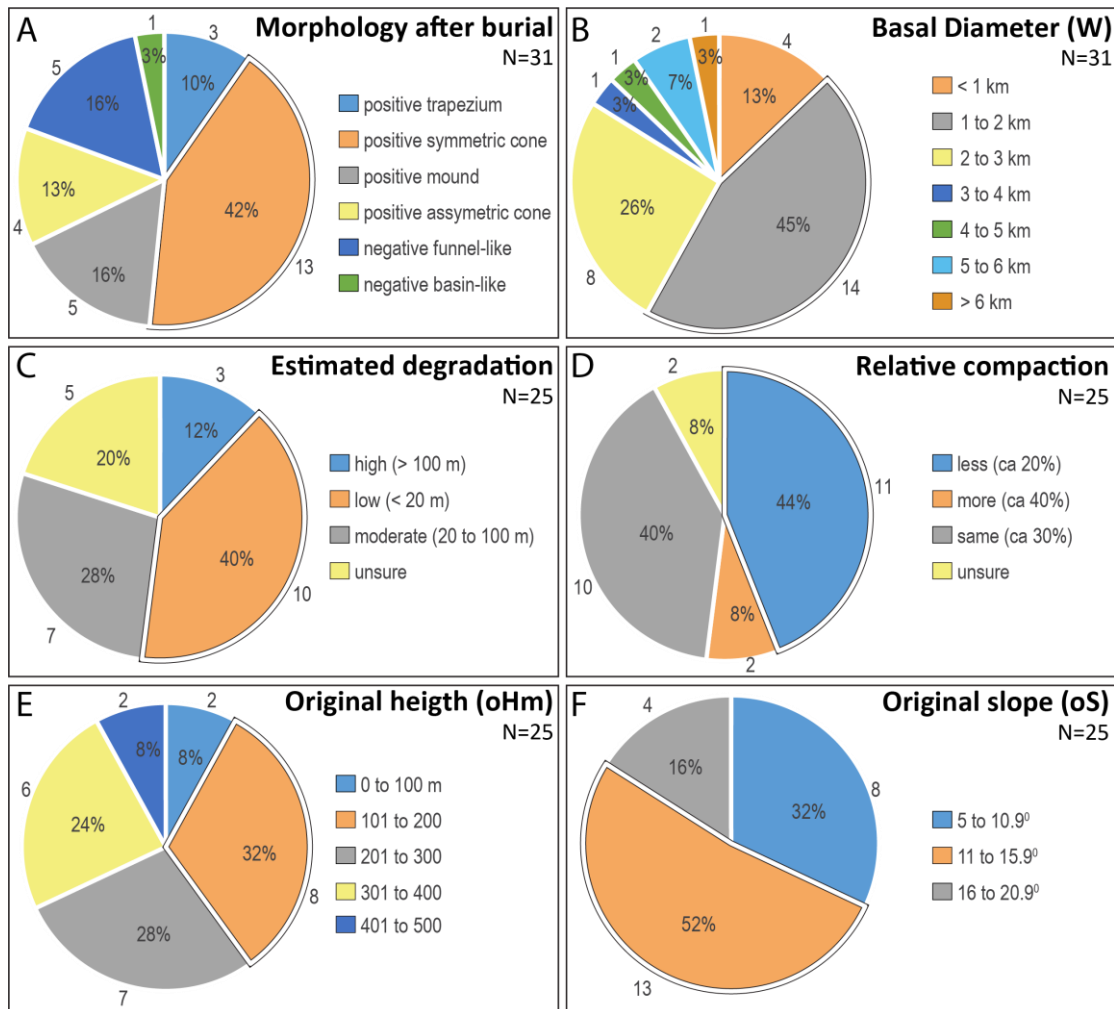 A
Morphology after burial
N=31
1
3
3%
10%
5
16%
13%
4
42%
16%
13
5
positive trapezium
positive symmetric cone
positive mound
positive assymetric cone
negative funnel-like
negative basin-like
B
Basal Diameter (W)
N=31
1
2
4
1
1
3%
7%
13%
3%
3%
26%
45%
8
14
< 1 km
1 to 2 km
2 to 3 km
3 to 4 km
4 to 5 km
5 to 6 km
> 6 km
C
Estimated degradation
N=25
5
3
12%
20%
40%
28%
10
7
high (> 100 m)
low (< 20 m)
moderate (20 to 100 m)
unsure
D
Relative compaction
N=25
2
8%
44%
11
40%
10
8%
2
less (ca 20%)
more (ca 40%)
same (ca 30%)
unsure
E
Original heigth (oHm)
N=25
2
2
8%
8%
6
24%
32%
8
28%
7
0 to 100 m
101 to 200
201 to 300
301 to 400
401 to 500
F
Original slope (oS)
N=25
4
16%
32%
8
52%
13
5 to 10.9⁰
11 to 15.9⁰
16 to 20.9⁰